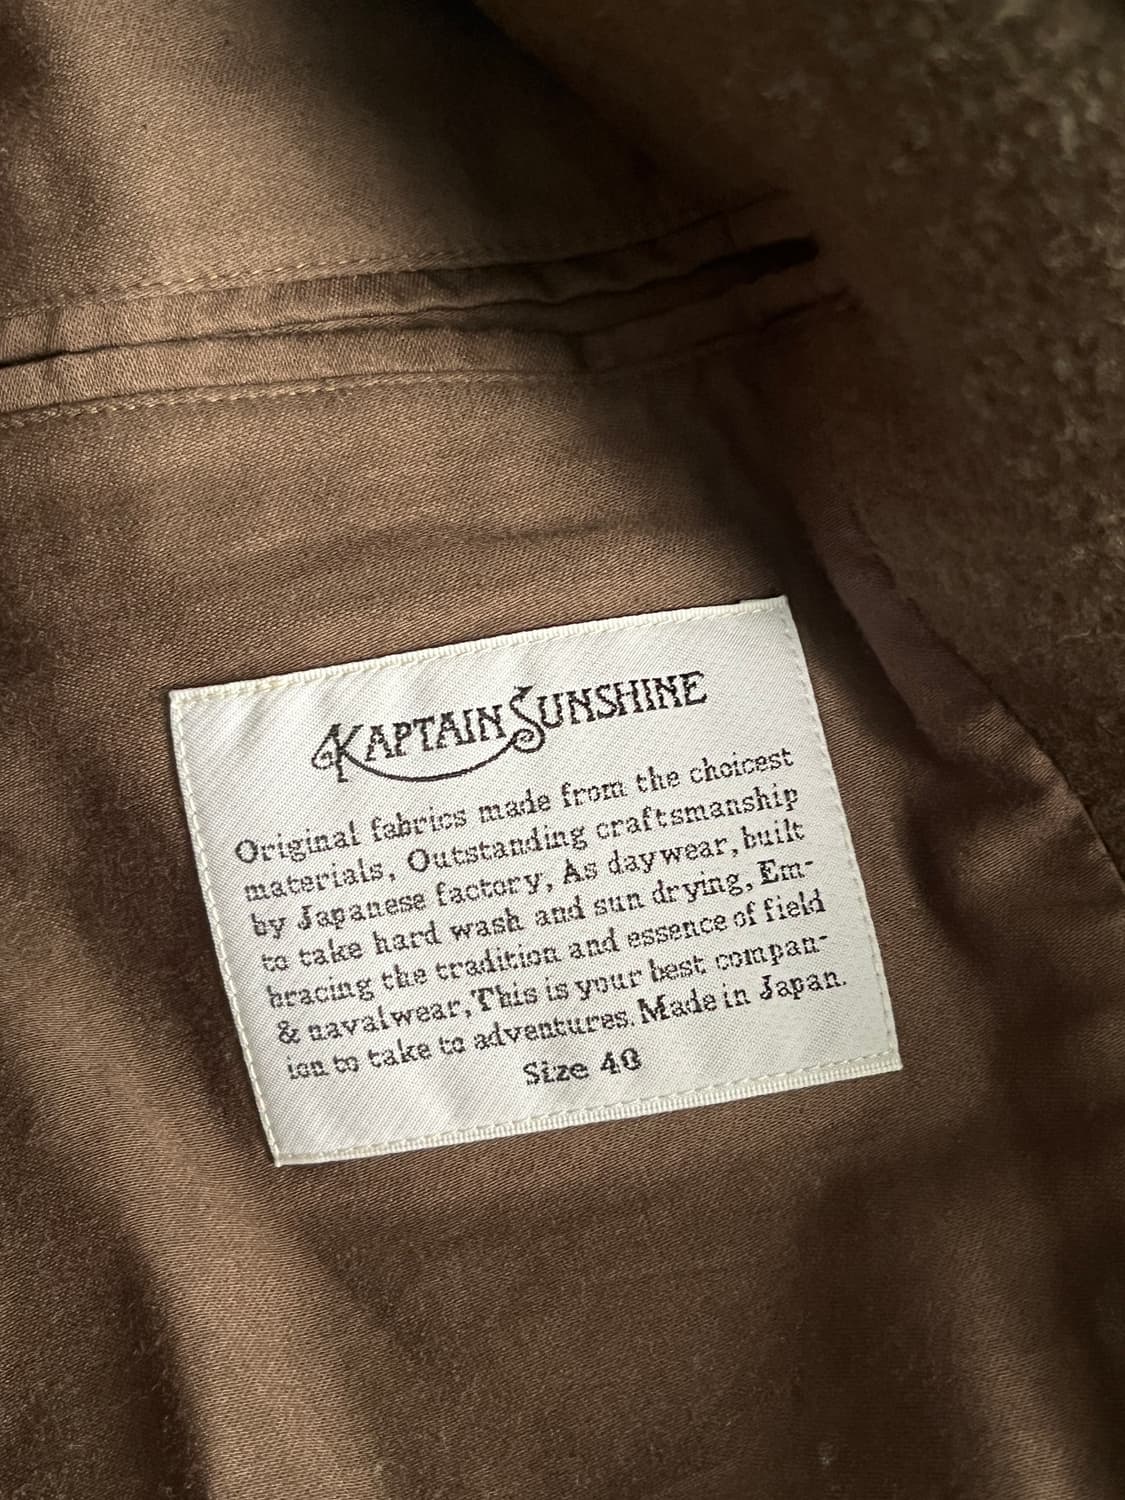 KAPTAIN SUNSHINE
Original fabrics made from the choicest
materials, Outstanding craftsmanship
by Japanese factory, As daywear, built
to take hard wash and sun drying, Em-
bracing the tradition and essence of field
& navalwear, This is your best compan-
ion to take to adventures. Made in Japan.
Size 40